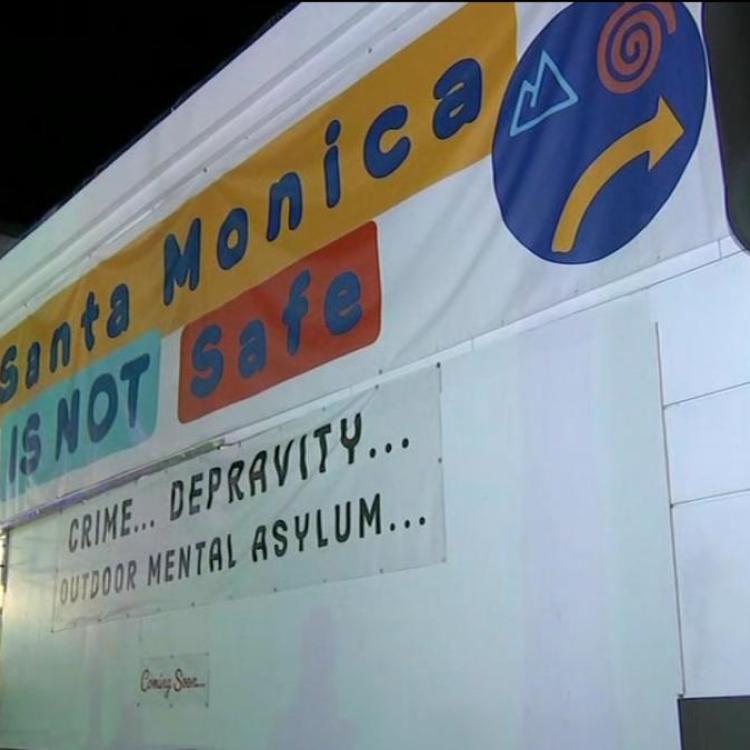 Santa Monica
IS NOT Safe
CRIME... DEPRAVITY...
OUTDOOR MENTAL ASYLUM...
Coming Soon...